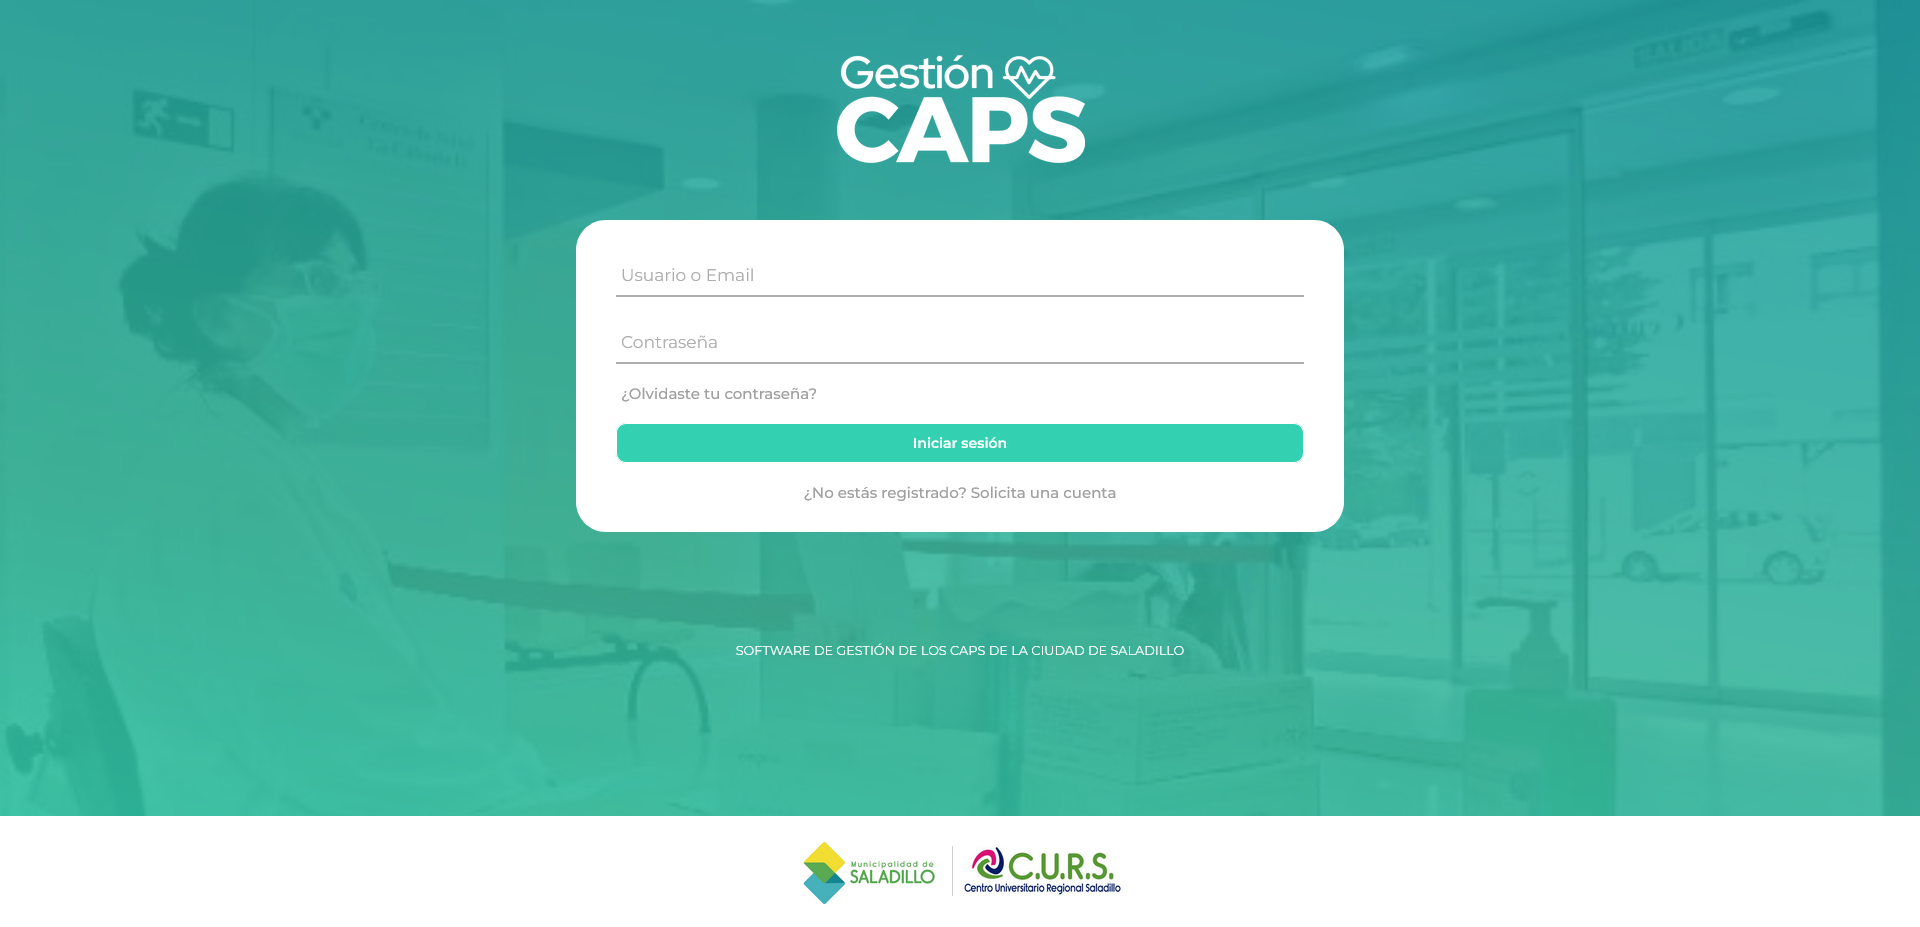 Gestión
CAPS
Usuario o Email
Contraseña
¿Olvidaste tu contraseña?
Iniciar sesión
¿No estás registrado? Solicita una cuenta
SOFTWARE DE GESTIÓN DE LOS CAPS DE LA CIUDAD DE SALADILLO
Municipalidad de
SALADILLO
C.U.R.S.
Centro Universitario Regional Saladillo